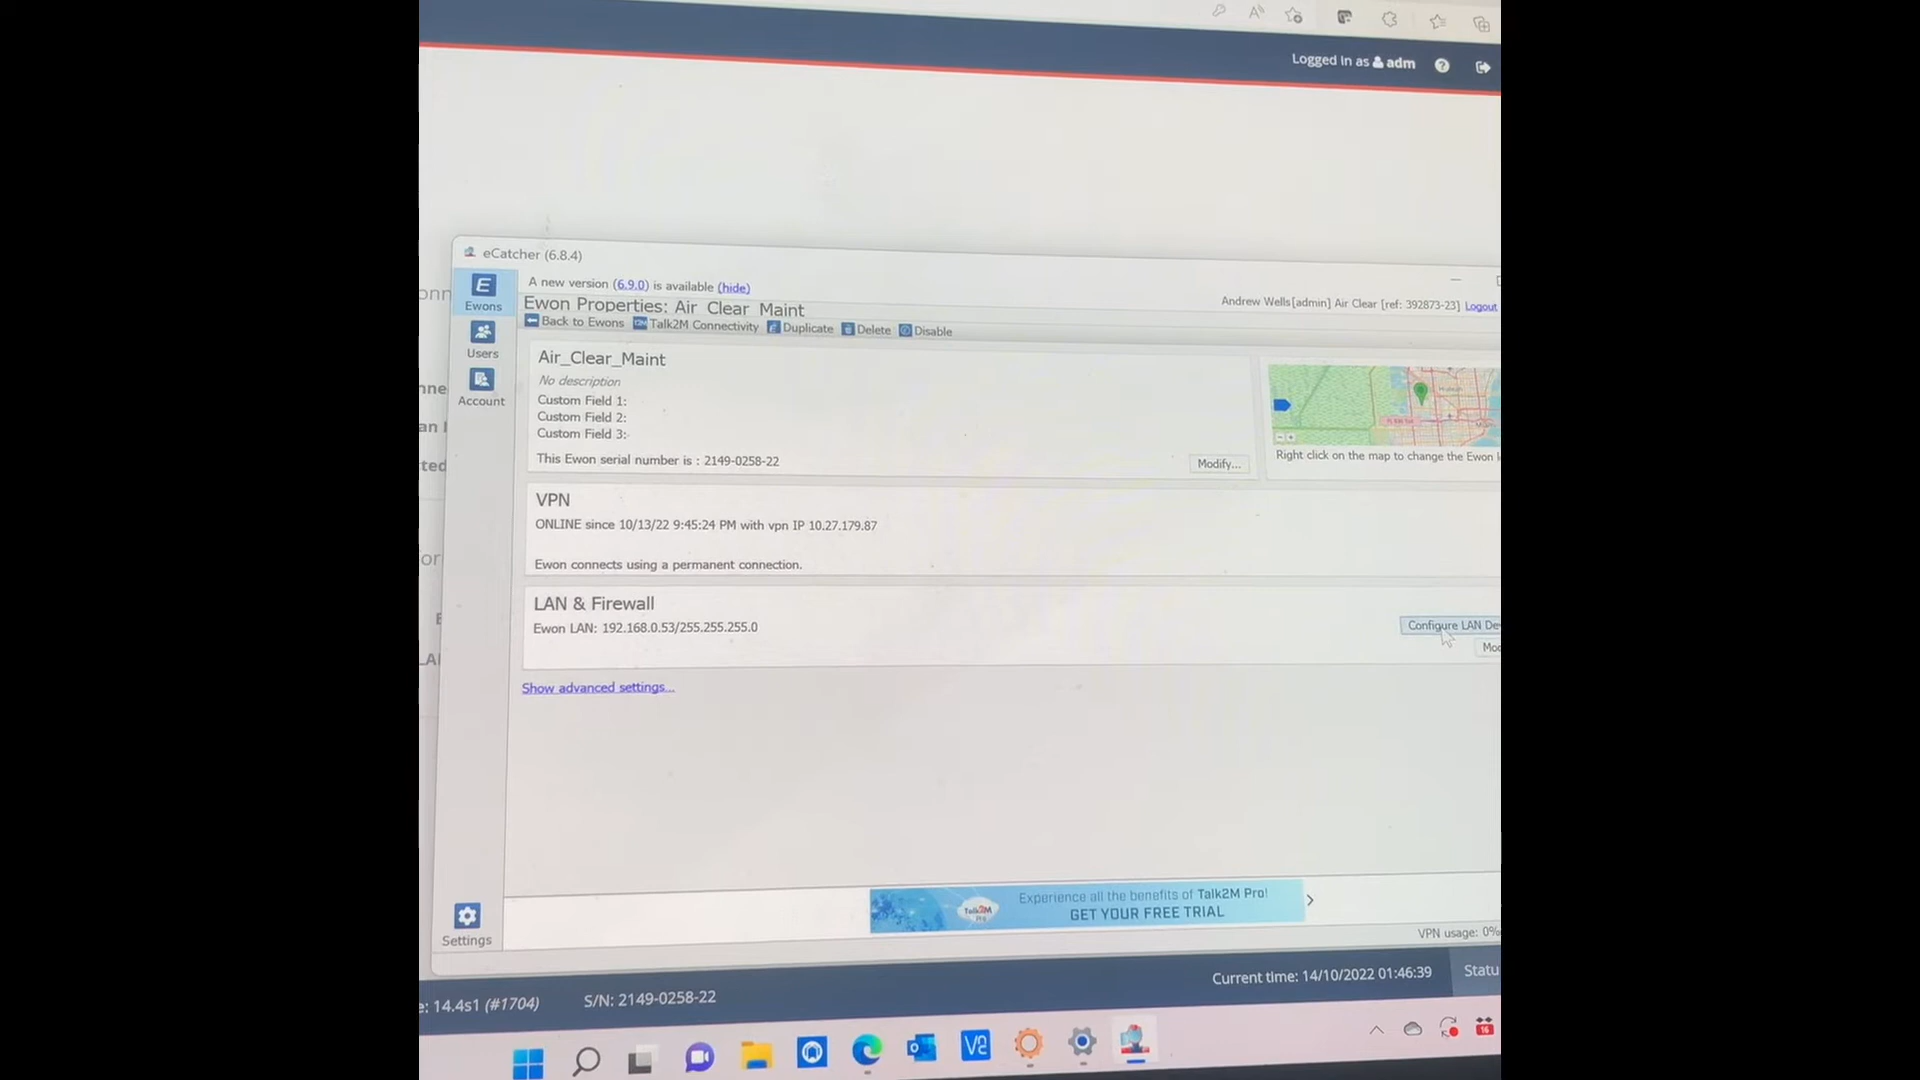 Logged in as adm
eCatcher (6.8.4)
A new version (6.9.0) is available (hide)
Ewon Properties: Air_Clear_Maint
Andrew Wells[admin] Air Clear [ref: 392873-23] Logout
Back to Ewons Talk2M Connectivity Duplicate Delete Disable
Ewons
Users
Account
Air_Clear_Maint
No description
Custom Field 1:
Custom Field 2:
Custom Field 3:
This Ewon serial number is : 2149-0258-22
Modify...
Right click on the map to change the Ewon l
VPN
ONLINE since 10/13/22 9:45:24 PM with vpn IP 10.27.179.87
Ewon connects using a permanent connection.
LAN & Firewall
Ewon LAN: 192.168.0.53/255.255.255.0
Configure LAN De
Mo
Show advanced settings...
Talk2M
Experience all the benefits of Talk2M Pro!
GET YOUR FREE TRIAL
Settings
VPN usage: 0%
e: 14.4s1 (#1704)
S/N: 2149-0258-22
Current time: 14/10/2022 01:46:39
Statu
16